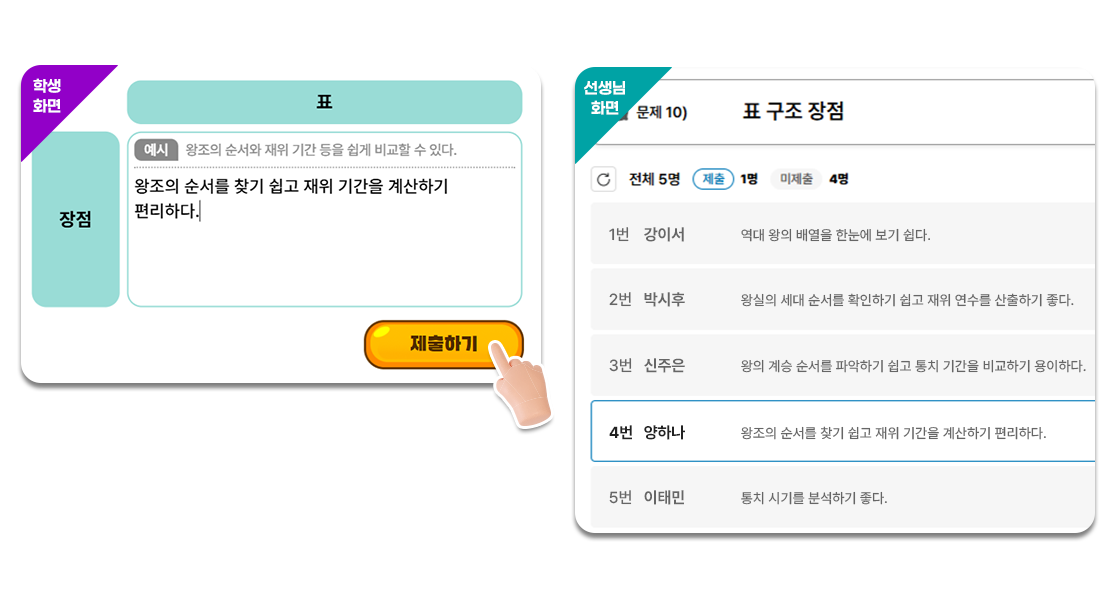 학생
화면
표
장점
예시 왕조의 순서와 재위 기간 등을 쉽게 비교할 수 있다.
왕조의 순서를 찾기 쉽고 재위 기간을 계산하기
편리하다.
제출하기
선생님
화면
문제 10) 표 구조 장점
전체 5명 제출 1명 미제출 4명
1번 강이서 역대 왕의 배열을 한눈에 보기 쉽다.
2번 박시후 왕실의 세대 순서를 확인하기 쉽고 재위 연수를 산출하기 좋다.
3번 신주은 왕의 계승 순서를 파악하기 쉽고 통치 기간을 비교하기 용이하다.
4번 양하나 왕조의 순서를 찾기 쉽고 재위 기간을 계산하기 편리하다.
5번 이태민 통치 시기를 분석하기 좋다.